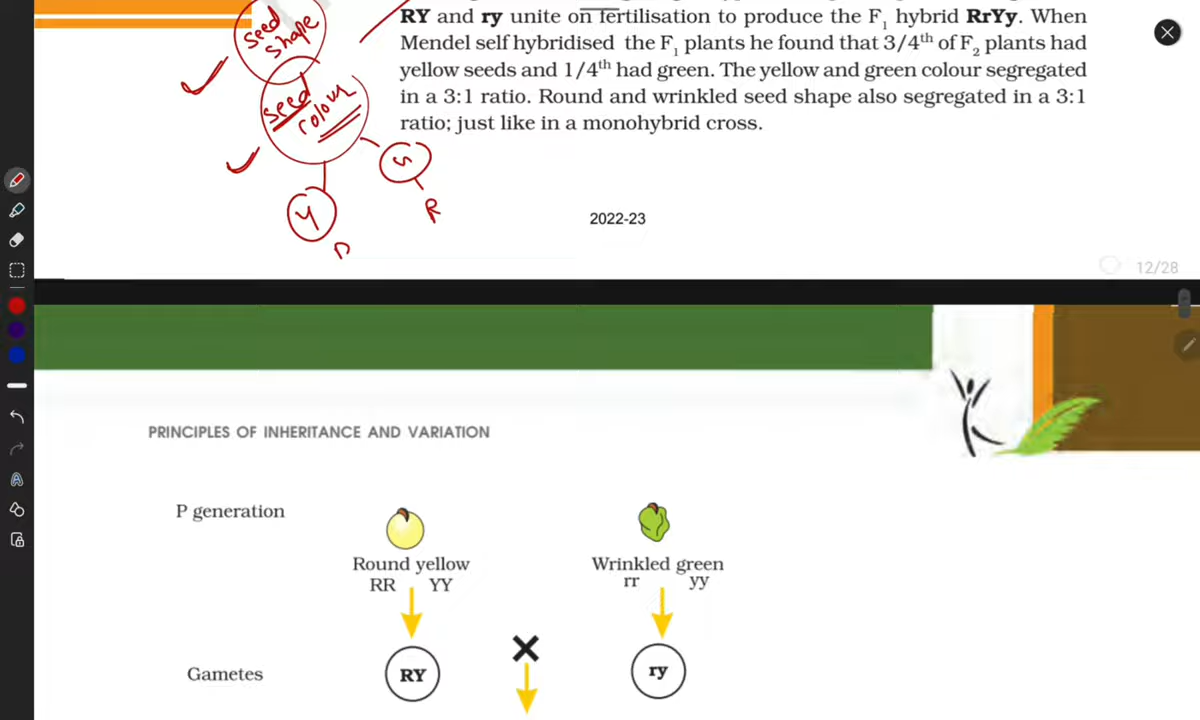 seed
shape
RY and ry unite on fertilisation to produce the F₁ hybrid RrYy. When
Mendel self hybridised the F₁ plants he found that 3/4ᵗʰ of F₂ plants had
seed
colour
yellow seeds and 1/4ᵗʰ had green. The yellow and green colour segregated
in a 3:1 ratio. Round and wrinkled seed shape also segregated in a 3:1
ratio; just like in a monohybrid cross.
Y
R
2022-23
12/28
PRINCIPLES OF INHERITANCE AND VARIATION
P generation
Round yellow
RR YY
Wrinkled green
rr yy
Gametes
RY
ry